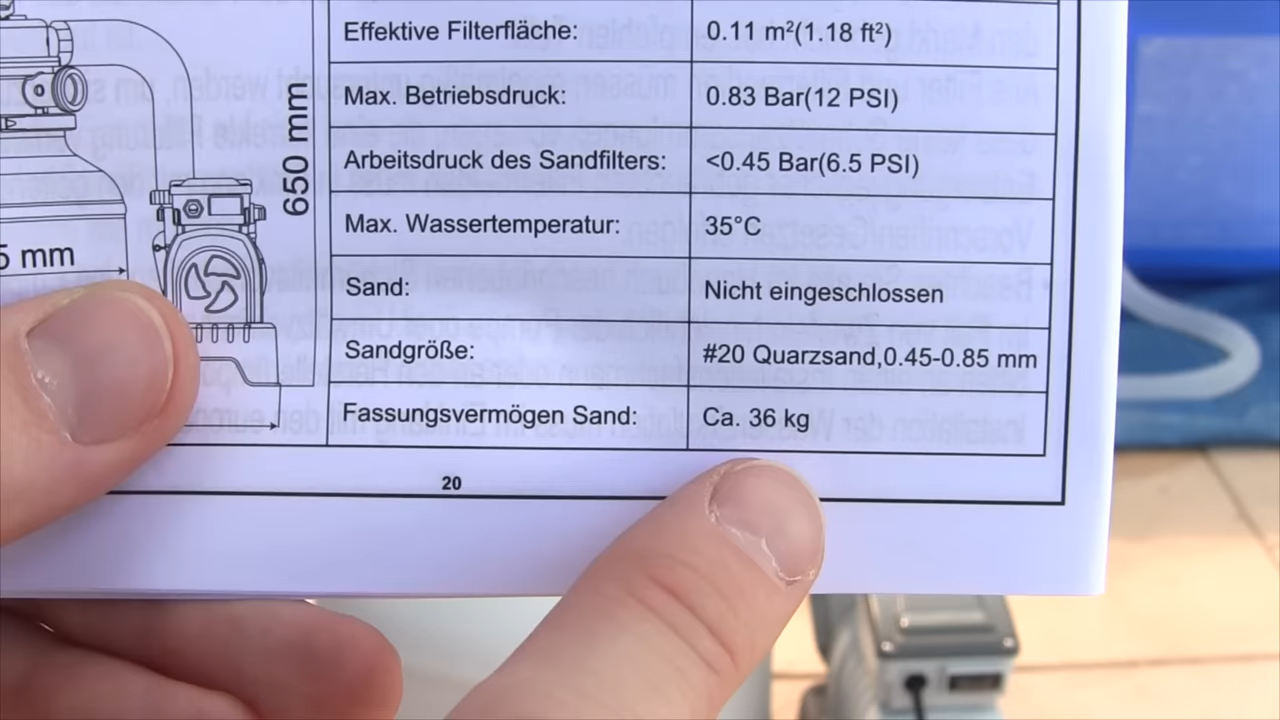 650 mm
5 mm
Effektive Filterfläche: 0.11 m²(1.18 ft²)
Max. Betriebsdruck: 0.83 Bar(12 PSI)
Arbeitsdruck des Sandfilters: <0.45 Bar(6.5 PSI)
Max. Wassertemperatur: 35°C
Sand: Nicht eingeschlossen
Sandgröße: #20 Quarzsand,0.45-0.85 mm
Fassungsvermögen Sand: Ca. 36 kg
20